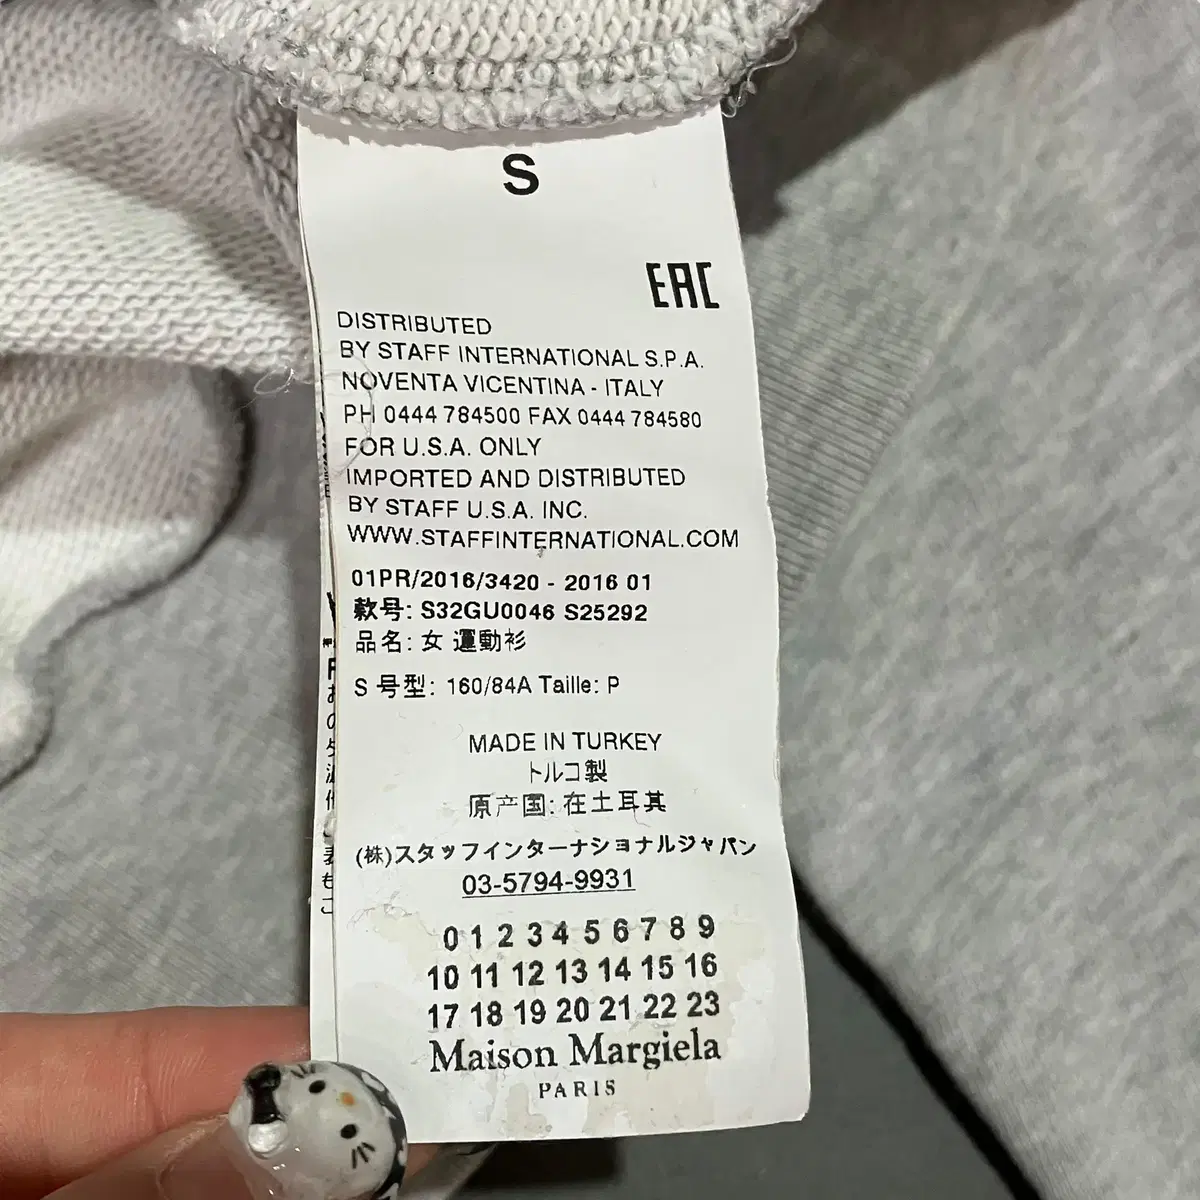 S
EAC
DISTRIBUTED
BY STAFF INTERNATIONAL S.P.A.
NOVENTA VICENTINA - ITALY
PH 0444 784500 FAX 0444 784580
FOR U.S.A. ONLY
IMPORTED AND DISTRIBUTED
BY STAFF U.S.A. INC.
WWW.STAFFINTERNATIONAL.COM
01PR/2016/3420 - 2016 01
款号: S32GU0046 S25292
品名: 女 運動衫
S 号型: 160/84A Taille: P
MADE IN TURKEY
トルコ製
原产国: 在土耳其
(株)スタッフインターナショナルジャパン
03-5794-9931
0 1 2 3 4 5 6 7 8 9
10 11 12 13 14 15 16
17 18 19 20 21 22 23
Maison Margiela
PARIS